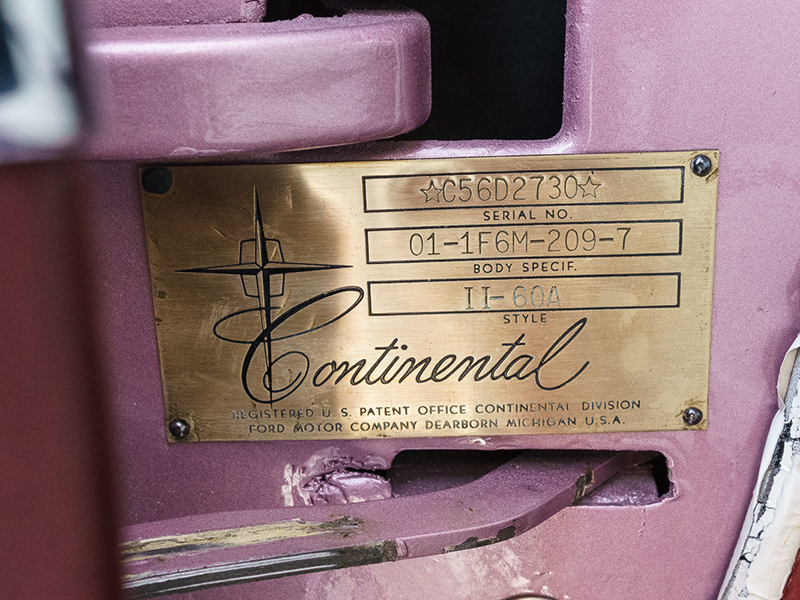 ☆C56D2730☆
SERIAL NO.
01-1F6M-209-7
BODY SPECIF.
II-60A
STYLE
Continental
REGISTERED U. S. PATENT OFFICE CONTINENTAL DIVISION
FORD MOTOR COMPANY DEARBORN MICHIGAN U.S.A.